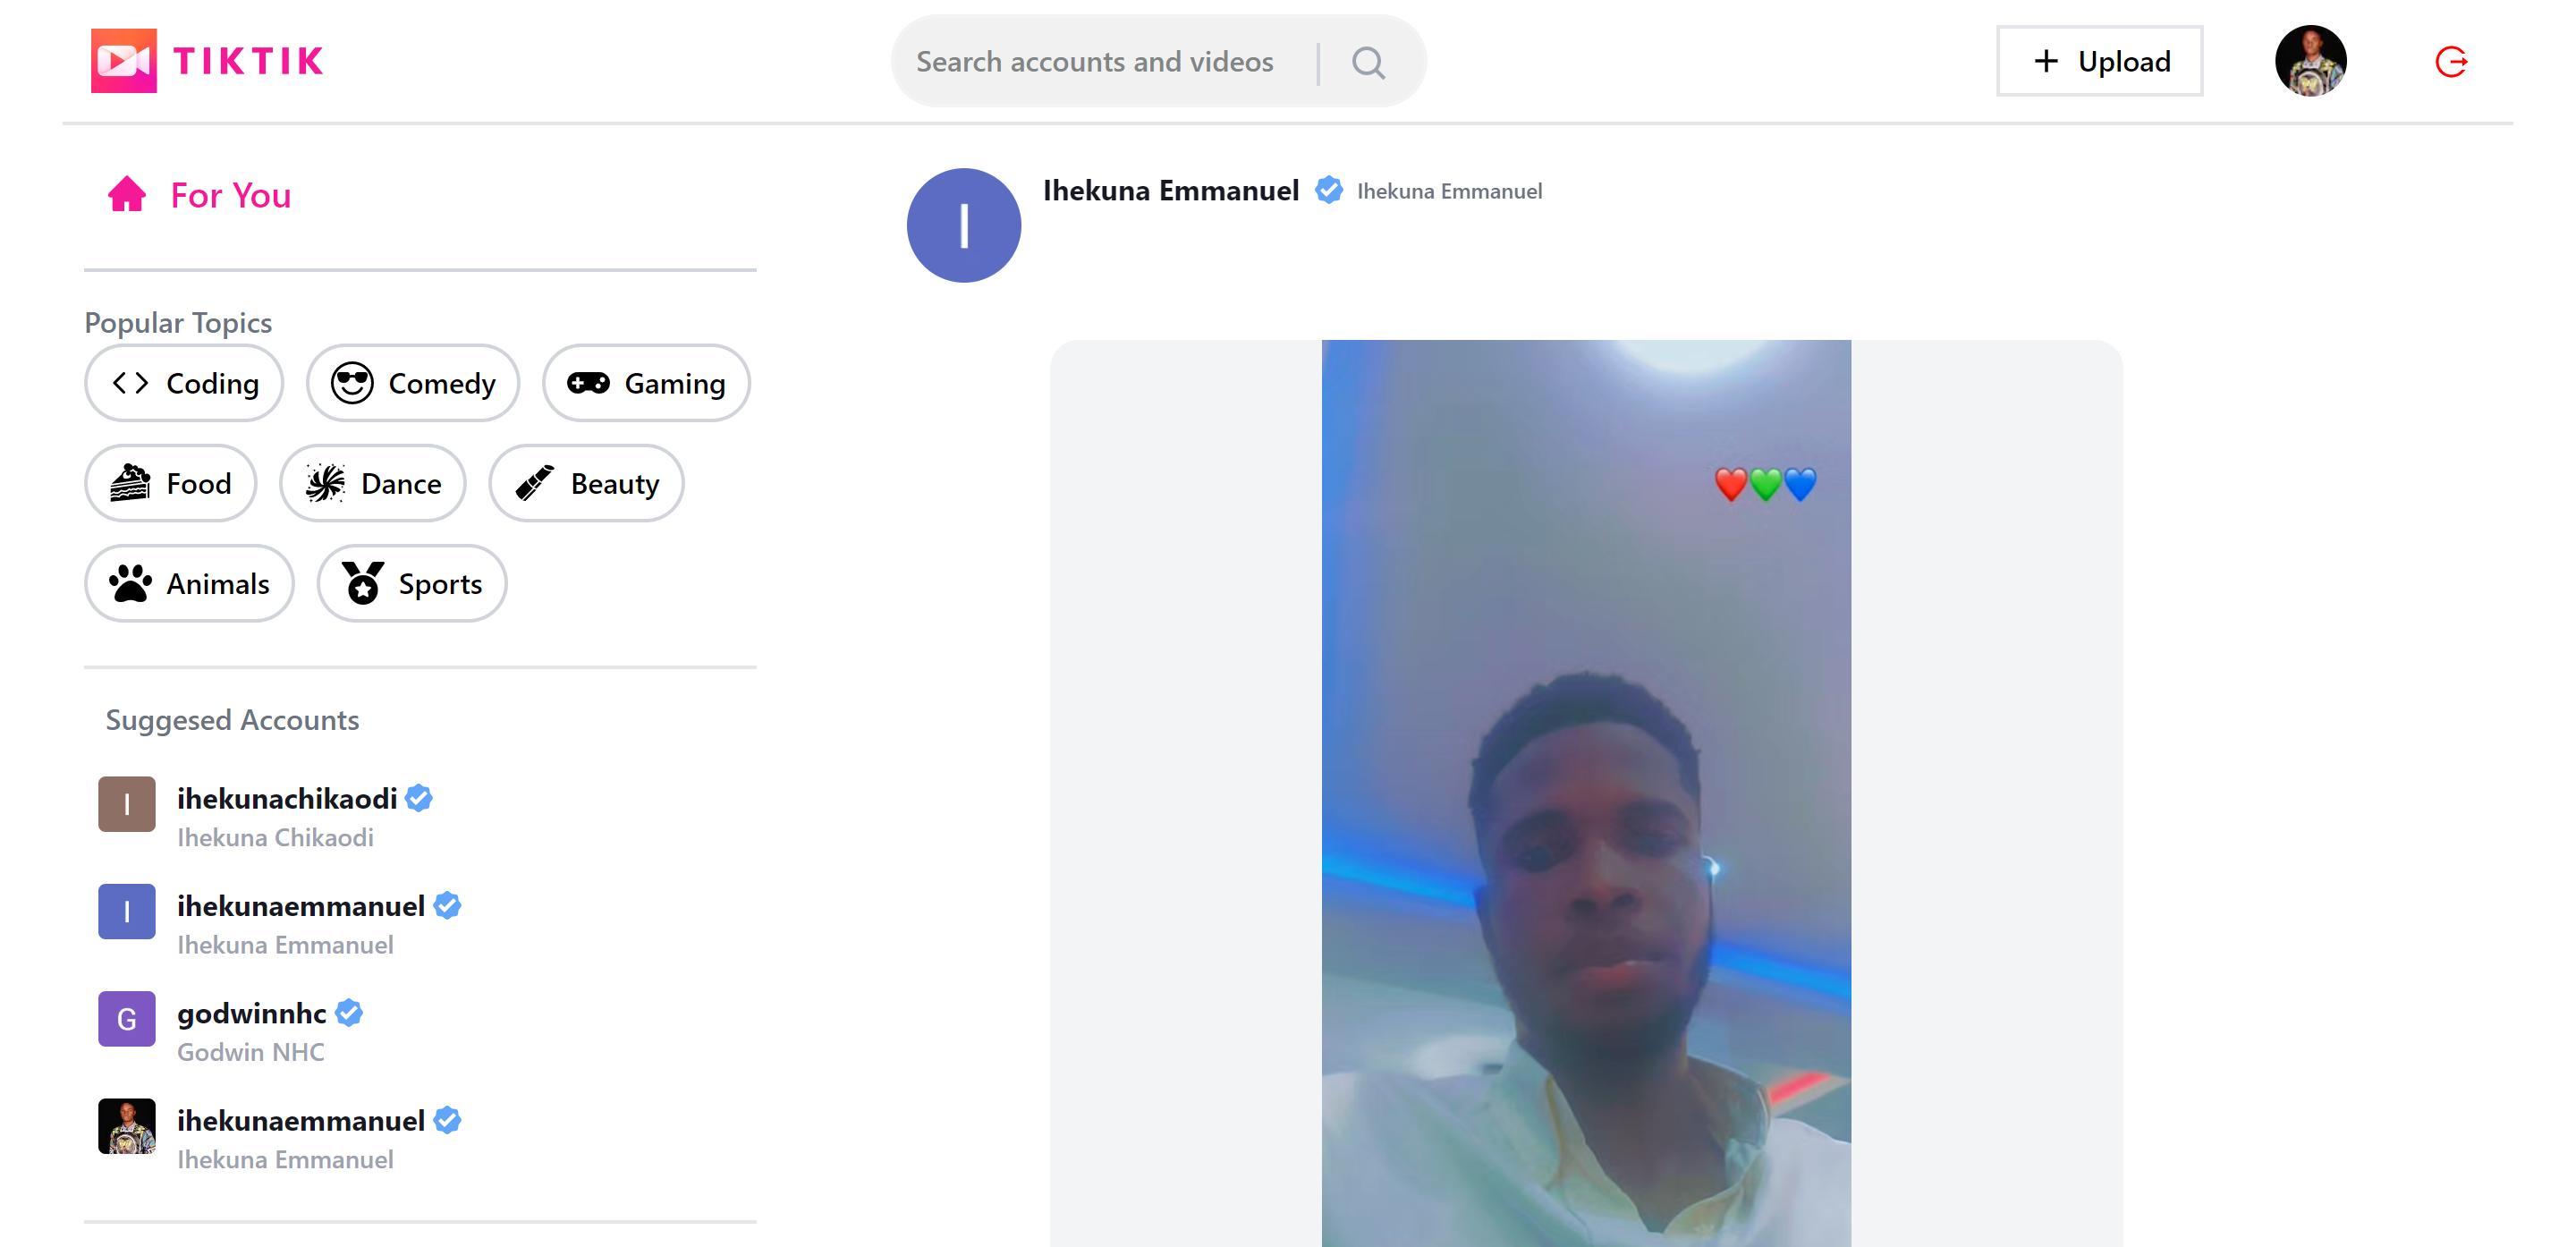 TIKTIK
Search accounts and videos
Upload
For You
Ihekuna Emmanuel Ihekuna Emmanuel
I
Popular Topics
Coding Comedy Gaming
Food Dance Beauty
Animals Sports
Suggesed Accounts
I
ihekunachikaodi
Ihekuna Chikaodi
I
ihekunaemmanuel
Ihekuna Emmanuel
G
godwinnhc
Godwin NHC
ihekunaemmanuel
Ihekuna Emmanuel